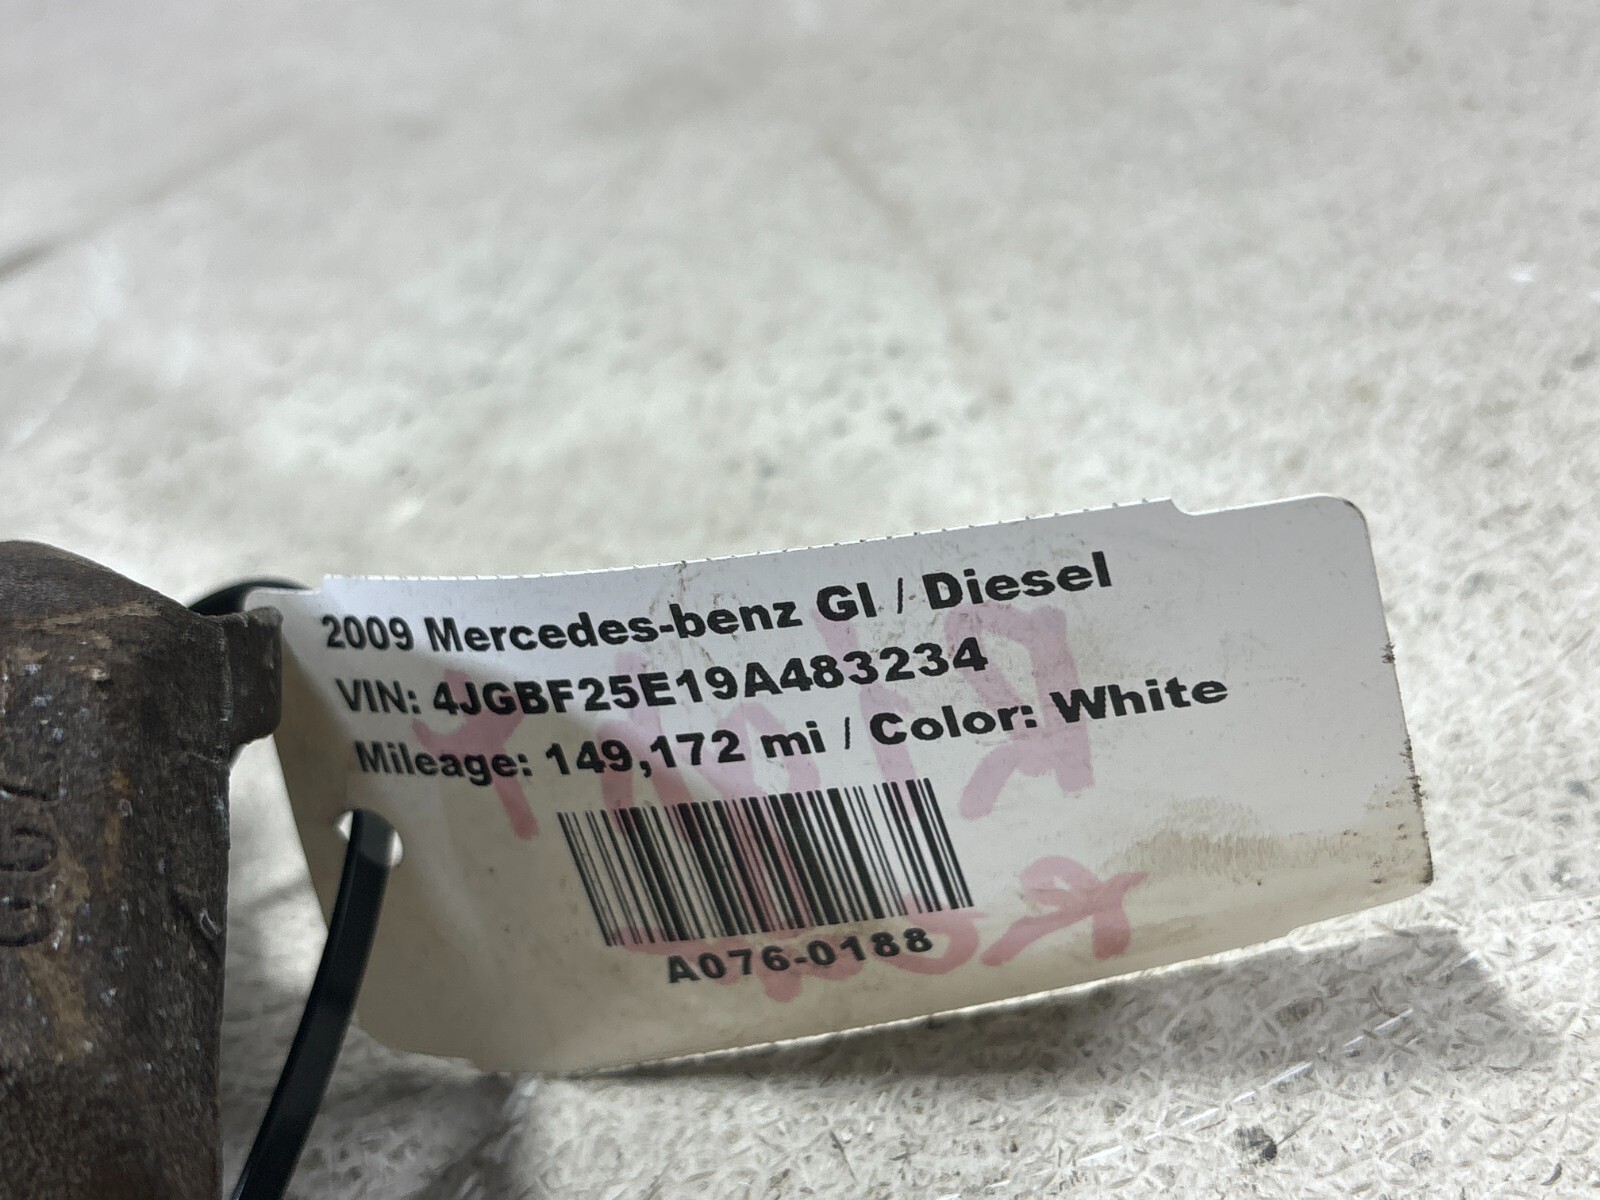 2009 Mercedes-benz Gl / Diesel
VIN: 4JGBF25E19A483234
Mileage: 149,172 mi / Color: White
A076-0188